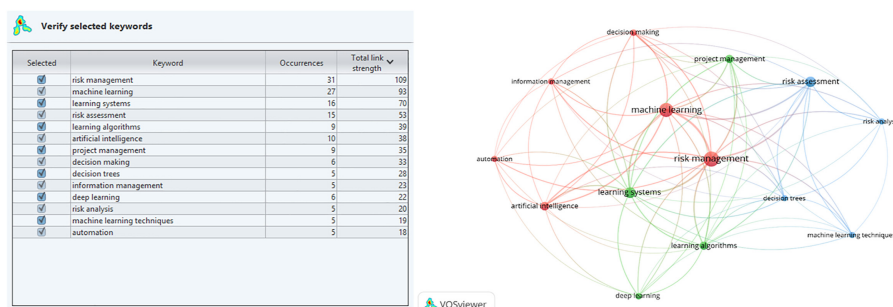 Verify selected keywords
Selected Keyword Occurrences Total link strength
risk management 31 109
machine learning 27 93
learning systems 16 70
risk assessment 15 53
learning algorithms 9 39
artificial intelligence 10 38
project management 9 35
decision making 6 33
decision trees 5 28
information management 5 23
deep learning 6 22
risk analysis 5 20
machine learning techniques 5 19
automation 5 18
decision making
project management
information management
risk assessment
machine learning
risk analys
automation
risk management
learning systems
decision trees
artificial intelligence
machine learning technique
learning algorithms
deep learning
VOSviewer